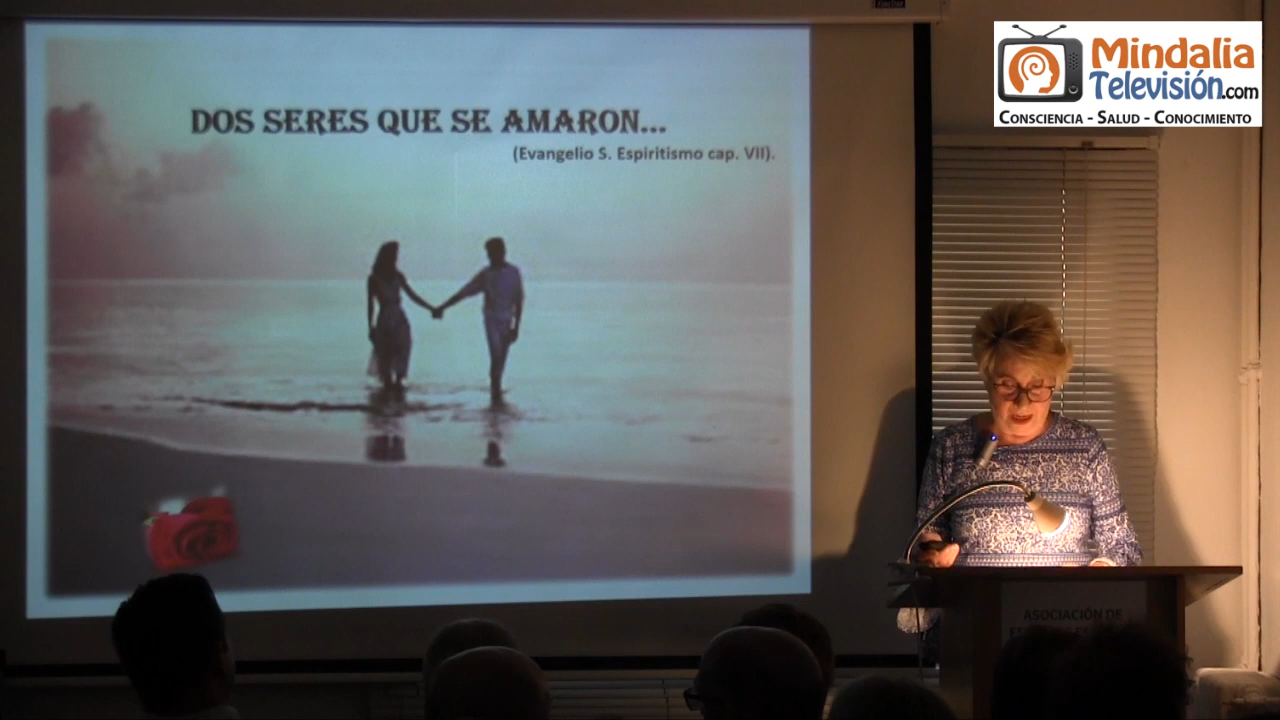 DOS SERES QUE SE AMARON...
(Evangelio S. Espiritismo cap. VII).
Mindalia
Televisión.com
CONSCIENCIA - SALUD - CONOCIMIENTO
ASOCIACIÓN DE